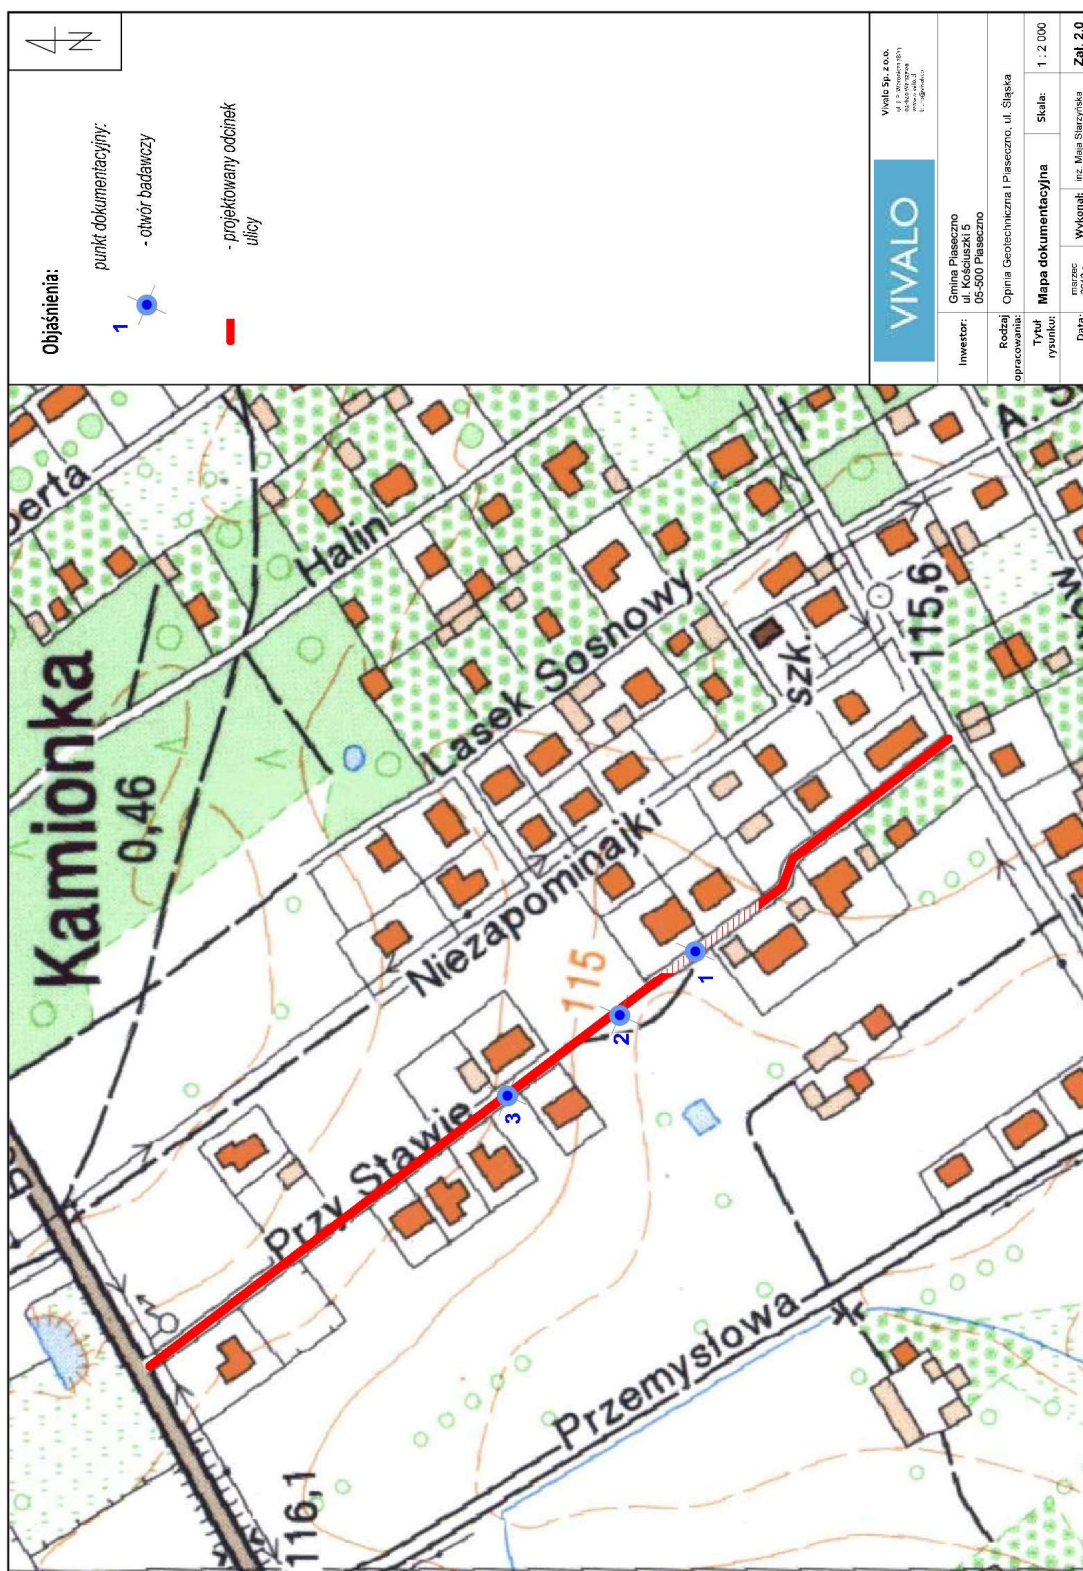 Objaśnienia:
punkt dokumentacyjny:
1
- otwór badawczy
- projektowany odcinek
ulicy
N
Kamionka
0,46
berta
Halin
Lasek Sosnowy
Niezapominajki
szk.
115,6
A. S
115
1
2
3
Przy Stawie
Przemysłowa
116,1
VIVALO
Vivalo Sp. z o.o.
Inwestor:
Gmina Piaseczno
ul. Kościuszki 5
05-500 Piaseczno
Rodzaj
opracowania:
Opinia Geotechniczna I Piaseczno, ul. Śląska
Tytuł
rysunku:
Mapa dokumentacyjna
Skala:
1 : 2 000
Data:
marzec
Wykonał:
inż. Maja Starzyńska
Zał. 2.0